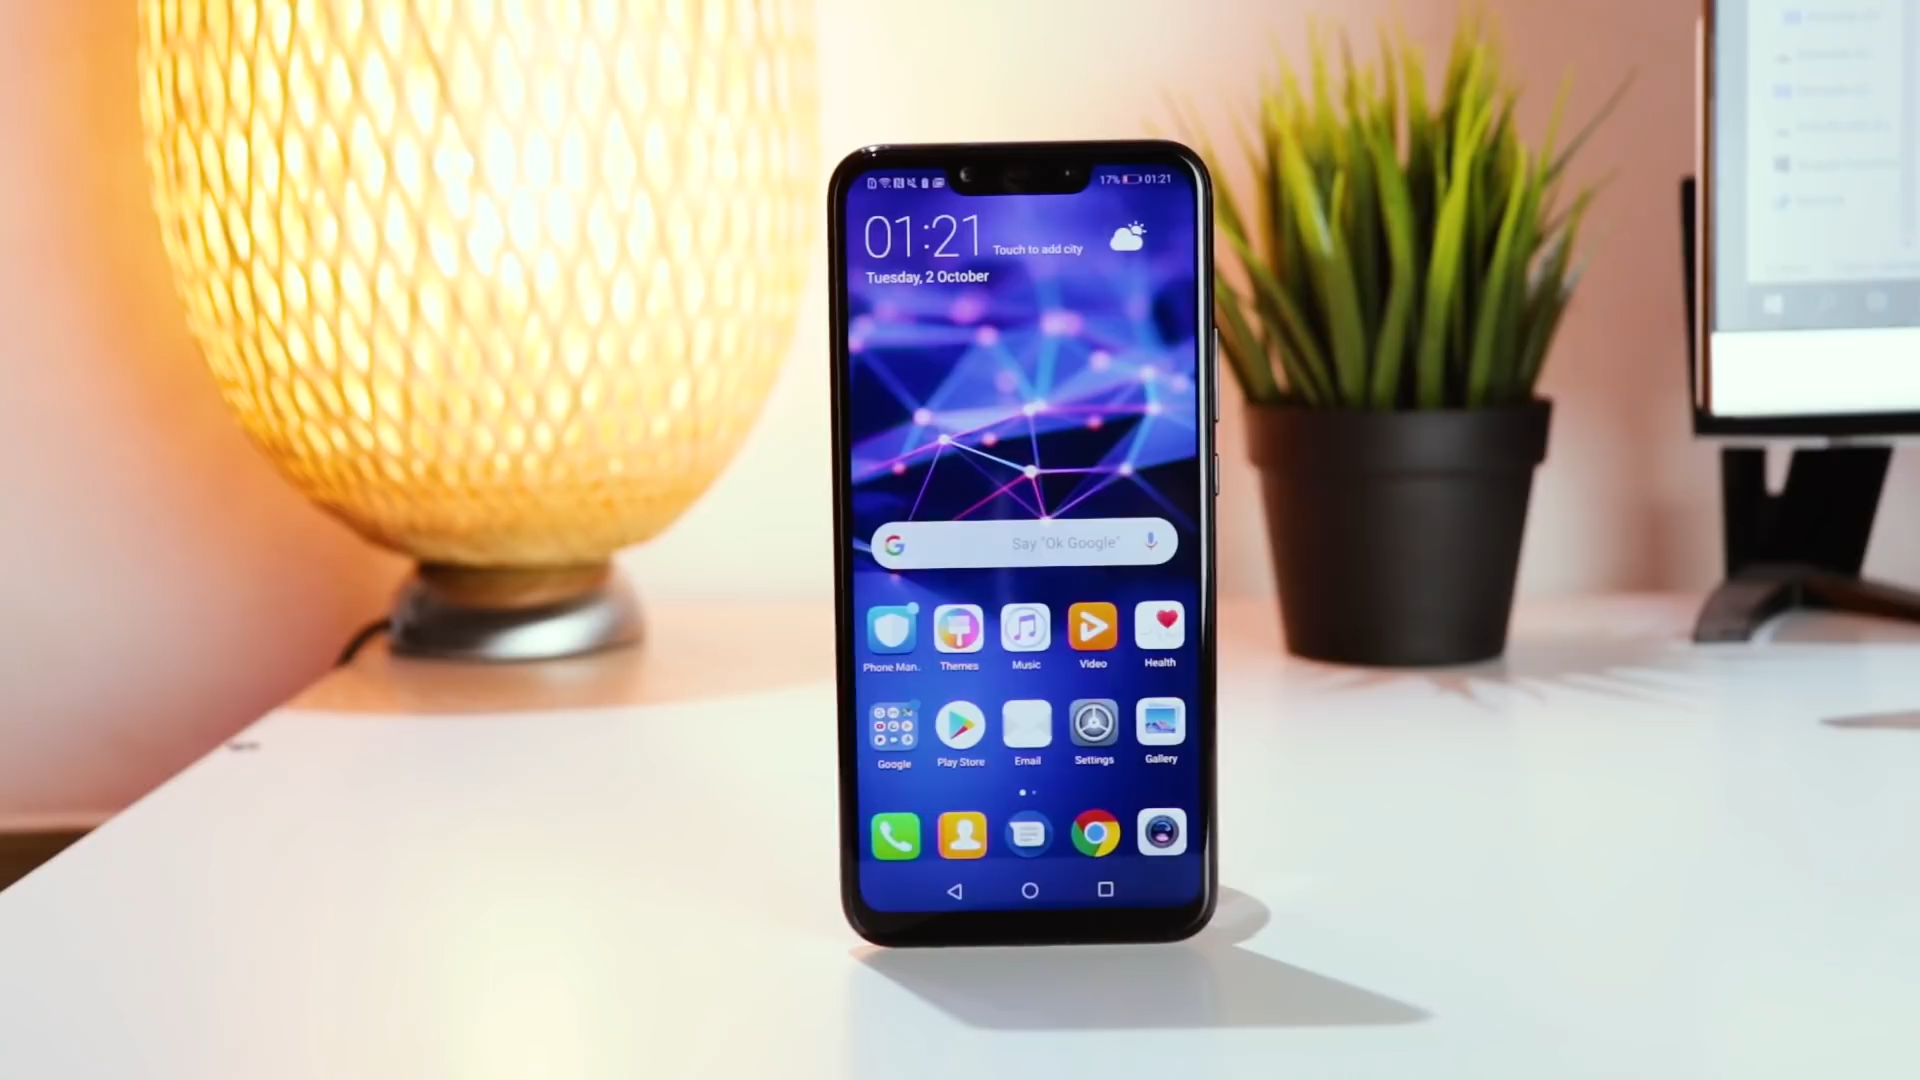 17% 01:21
01:21 Touch to add city
Tuesday, 2 October
G Say "Ok Google"
Phone Man.. Themes Music Video Health
Google Play Store Email Settings Gallery